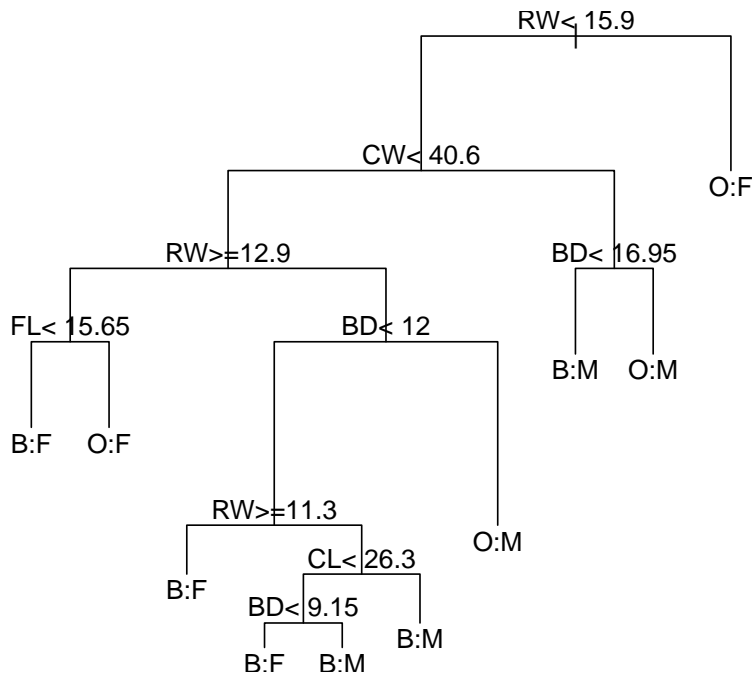 RW< 15.9
CW< 40.6
O:F
RW>=12.9
BD< 16.95
FL< 15.65
BD< 12
B:M
O:M
B:F
O:F
RW>=11.3
O:M
CL< 26.3
B:F
BD< 9.15
B:M
B:F
B:M